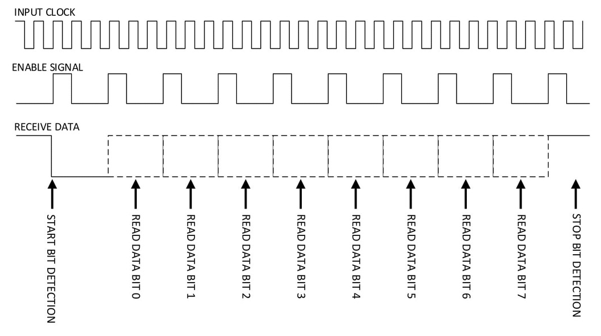 INPUT CLOCK
ENABLE SIGNAL
RECEIVE DATA
START BIT DETECTION
READ DATA BIT 0
READ DATA BIT 1
READ DATA BIT 2
READ DATA BIT 3
READ DATA BIT 4
READ DATA BIT 5
READ DATA BIT 6
READ DATA BIT 7
STOP BIT DETECTION